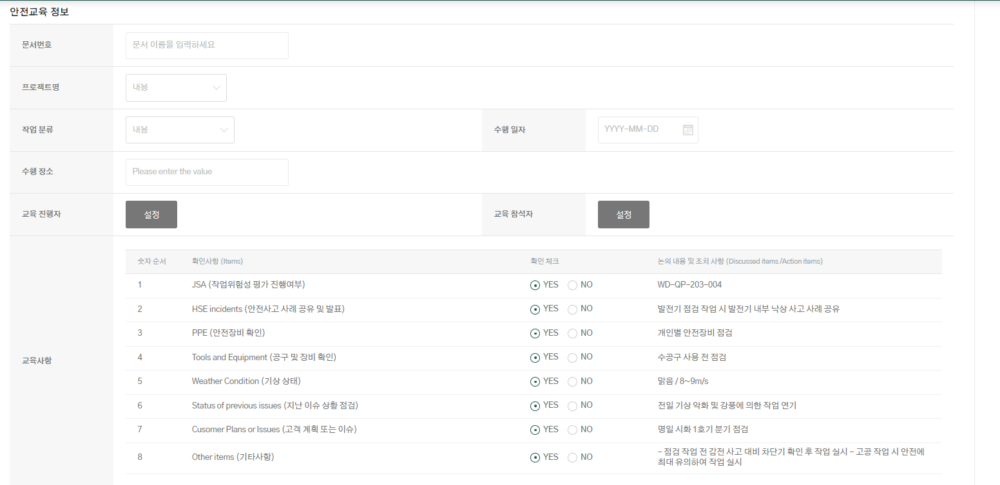 안전교육 정보
문서번호 문서 이름을 입력하세요
프로젝트명 내용
작업 분류 내용 수행 일자 YYYY-MM-DD
수행 장소 Please enter the value
교육 진행자 설정 교육 참석자 설정
교육사항
숫자 순서 확인사항 (Items) 확인 체크 논의 내용 및 조치 사항 (Discussed items /Action items)
1 JSA (작업위험성 평가 진행여부) YES NO WD-QP-203-004
2 HSE incidents (안전사고 사례 공유 및 발표) YES NO 발전기 점검 작업 시 발전기 내부 낙상 사고 사례 공유
3 PPE (안전장비 확인) YES NO 개인별 안전장비 점검
4 Tools and Equipment (공구 및 장비 확인) YES NO 수공구 사용 전 점검
5 Weather Condition (기상 상태) YES NO 맑음 / 8~9m/s
6 Status of previous issues (지난 이슈 상황 점검) YES NO 전일 기상 악화 및 강풍에 의한 작업 연기
7 Cusomer Plans or Issues (고객 계획 또는 이슈) YES NO 명일 시화 1호기 분기 점검
8 Other items (기타사항) YES NO - 점검 작업 전 감전 사고 대비 차단기 확인 후 작업 실시 - 고공 작업 시 안전에
최대 유의하여 작업 실시